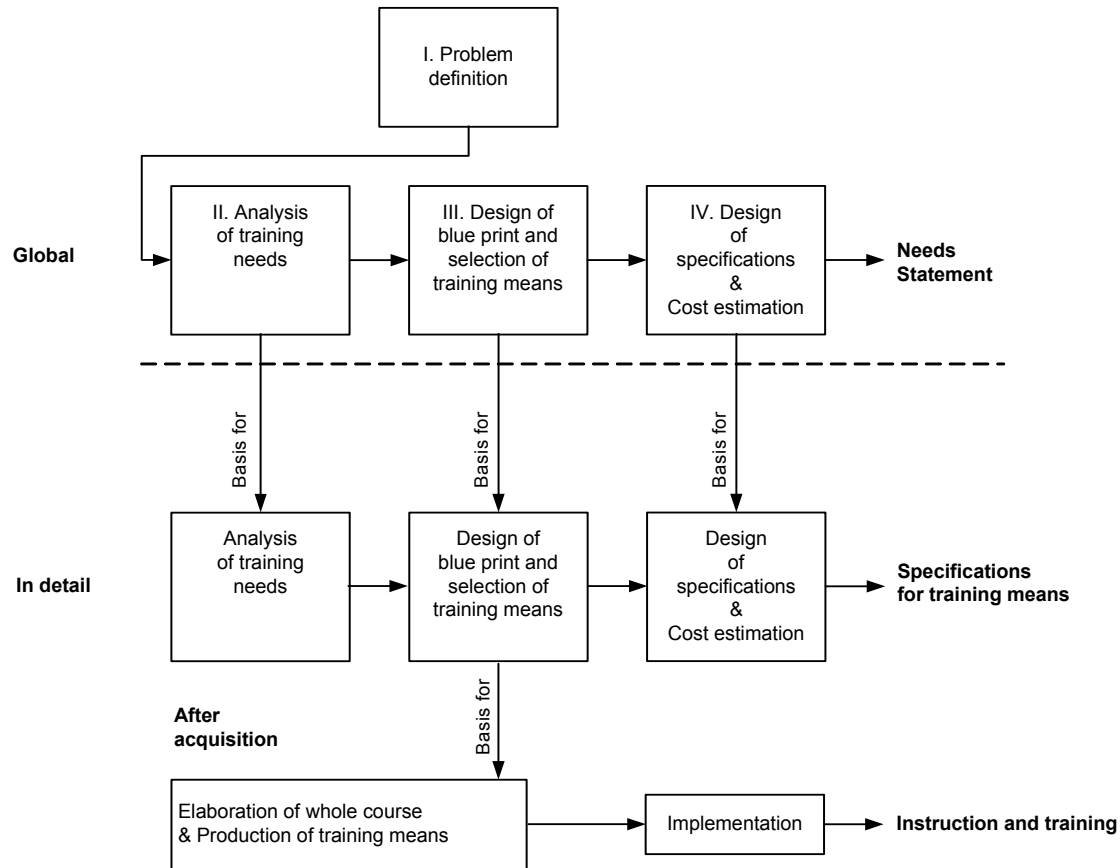 I. Problem
definition
Global
II. Analysis
of training
needs
III. Design of
blue print and
selection of
training means
IV. Design
of
specifications
&
Cost estimation
Needs
Statement
Basis for
Basis for
Basis for
In detail
Analysis
of training
needs
Design of
blue print and
selection of
training means
Design
of
specifications
&
Cost estimation
Specifications
for training means
After
acquisition
Basis for
Elaboration of whole course
& Production of training means
Implementation
Instruction and training